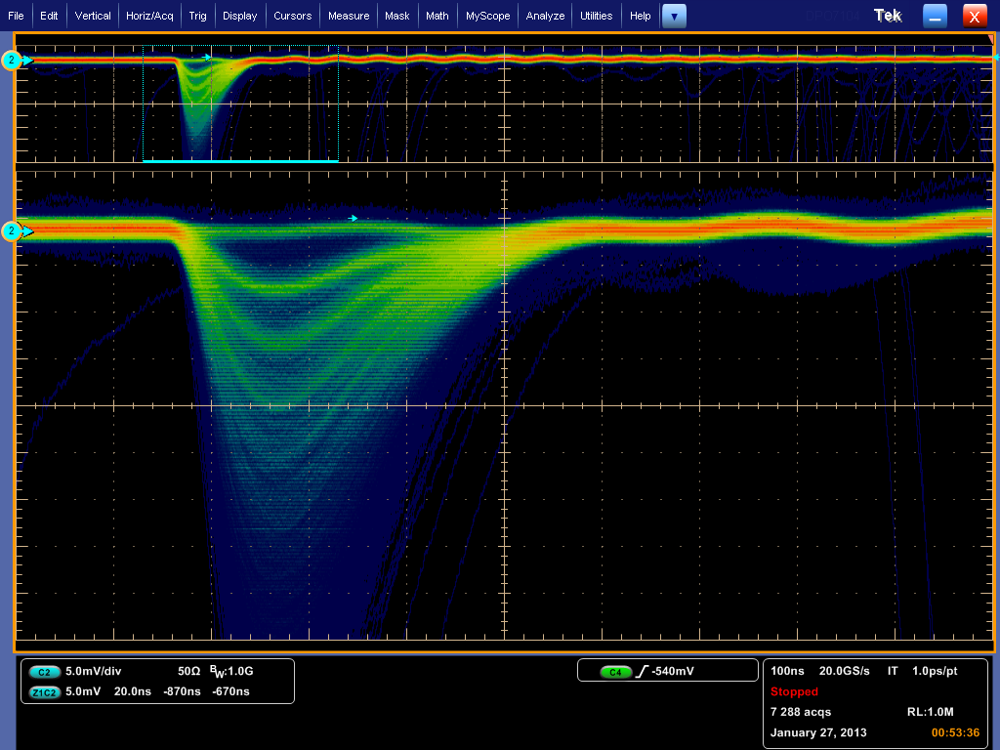 File Edit Vertical Horiz/Acq Trig Display Cursors Measure Mask Math MyScope Analyze Utilities Help Tek X
2
2
C2 5.0mV/div 50Ω BW:1.0G
Z1C2 5.0mV 20.0ns -870ns -670ns
C4 -540mV
100ns 20.0GS/s IT 1.0ps/pt
Stopped
7 288 acqs RL:1.0M
January 27, 2013 00:53:36